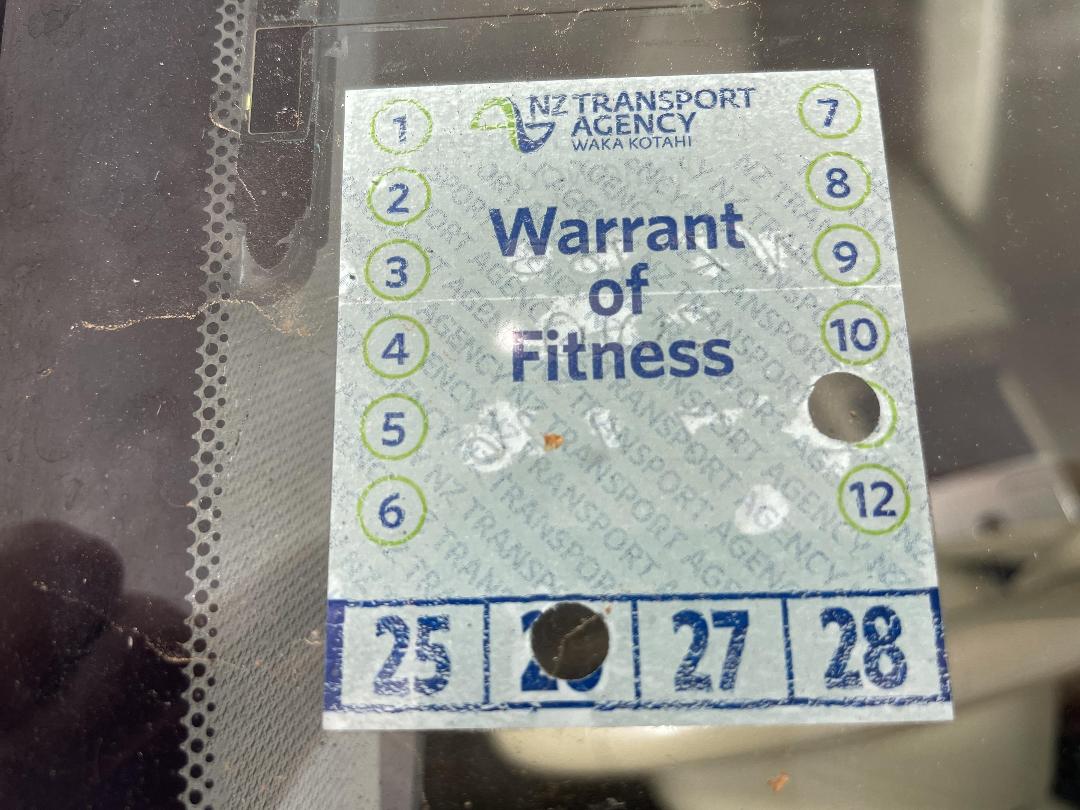 1
NZ TRANSPORT
AGENCY
WAKA KOTAHI
7
2
8
Warrant
of
Fitness
3
9
4
10
5
6
12
25
27
28